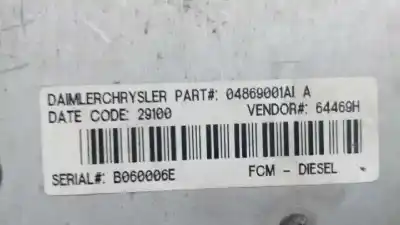 DAIMLERCHRYSLER PART#: 04869001AI A
DATE CODE: 29100 VENDOR#: 64469H
SERIAL#: B060006E FCM - DIESEL